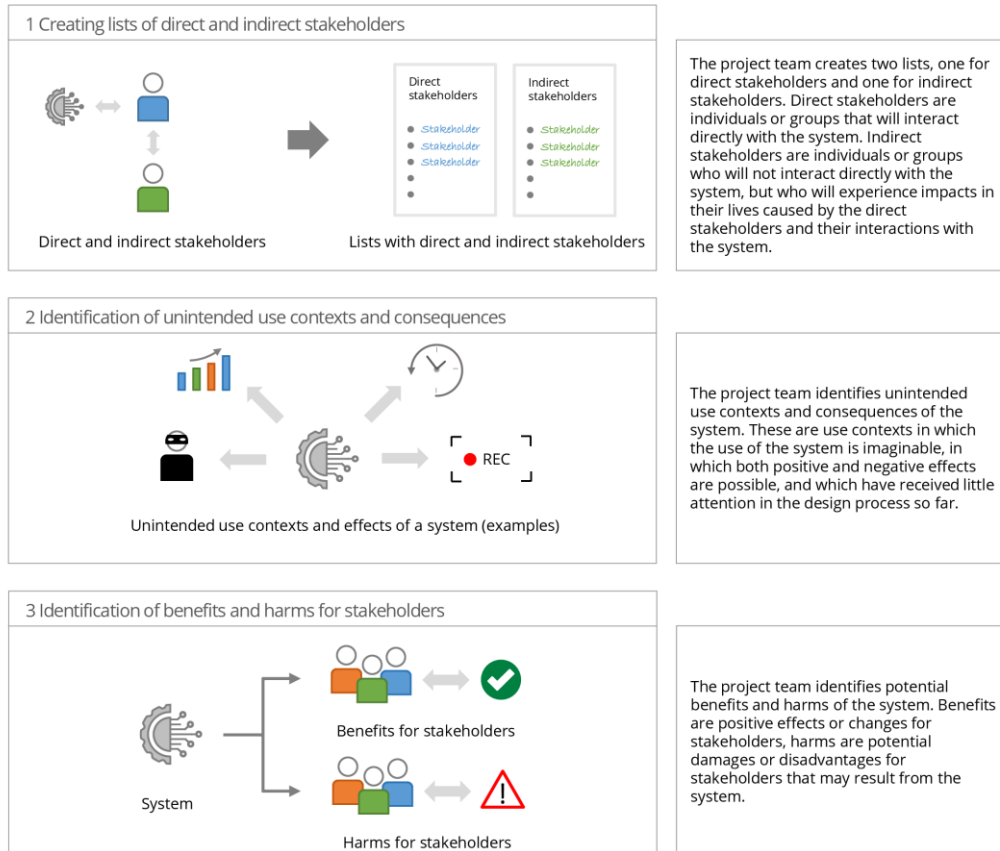 1 Creating lists of direct and indirect stakeholders
Direct
stakeholders
Stakeholder
Stakeholder
Stakeholder
Indirect
stakeholders
Stakeholder
Stakeholder
Stakeholder
Direct and indirect stakeholders
Lists with direct and indirect stakeholders
The project team creates two lists, one for
direct stakeholders and one for indirect
stakeholders. Direct stakeholders are
individuals or groups that will interact
directly with the system. Indirect
stakeholders are individuals or groups
who will not interact directly with the
system, but who will experience impacts in
their lives caused by the direct
stakeholders and their interactions with
the system.
2 Identification of unintended use contexts and consequences
REC
Unintended use contexts and effects of a system (examples)
The project team identifies unintended
use contexts and consequences of the
system. These are use contexts in which
the use of the system is imaginable, in
which both positive and negative effects
are possible, and which have received little
attention in the design process so far.
3 Identification of benefits and harms for stakeholders
Benefits for stakeholders
System
Harms for stakeholders
The project team identifies potential
benefits and harms of the system. Benefits
are positive effects or changes for
stakeholders, harms are potential
damages or disadvantages for
stakeholders that may result from the
system.